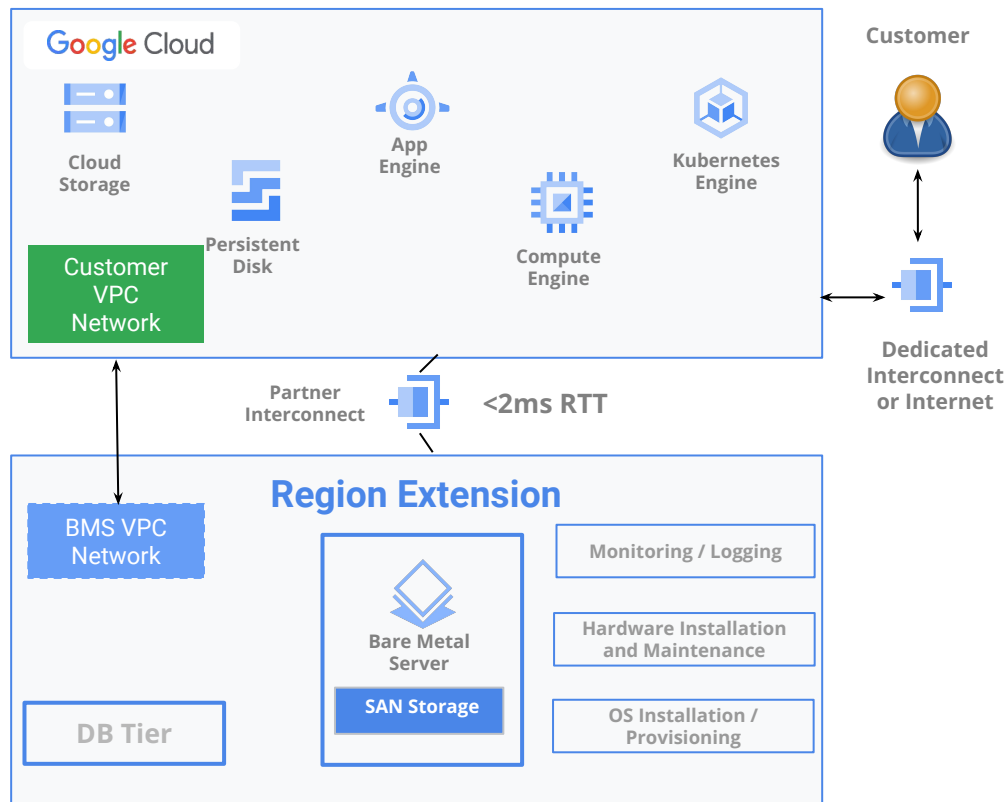 Google Cloud
Customer
Cloud
Storage
App
Engine
Kubernetes
Engine
Persistent
Disk
Compute
Engine
Customer
VPC
Network
Dedicated
Interconnect
or Internet
Partner
Interconnect
<2ms RTT
Region Extension
BMS VPC
Network
Monitoring / Logging
Bare Metal
Server
Hardware Installation
and Maintenance
SAN Storage
OS Installation /
Provisioning
DB Tier